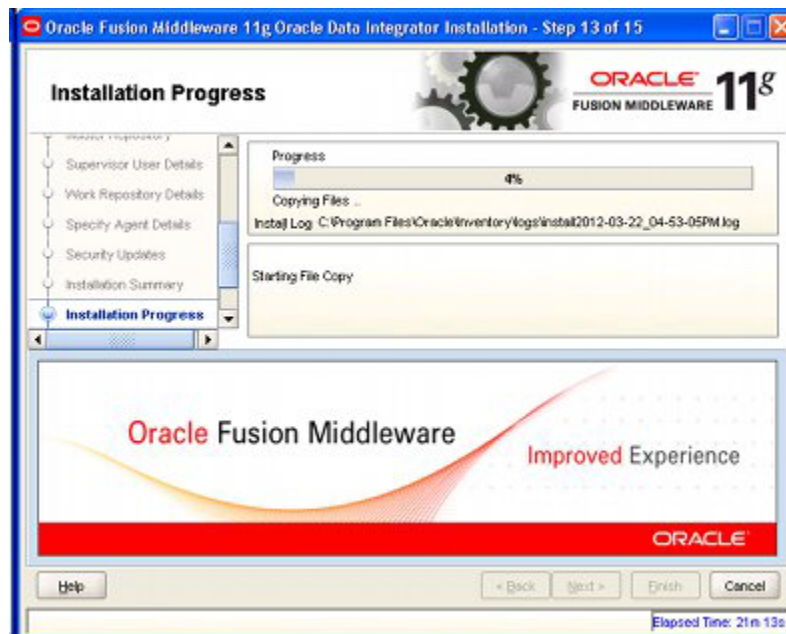 Oracle Fusion Middleware 11g Oracle Data Integrator Installation - Step 13 of 15
Installation Progress
ORACLE
FUSION MIDDLEWARE 11g
Master Repository
Supervisor User Details
Work Repository Details
Specify Agent Details
Security Updates
Installation Summary
Installation Progress
Progress
4%
Copying Files ..
Install Log C:\Program Files\Oracle\Inventory\logs\install2012-03-22_04-53-05PM.log
Starting File Copy
Oracle Fusion Middleware
Improved Experience
ORACLE
Help
< Back
Next >
Finish
Cancel
Elapsed Time: 21m 13s